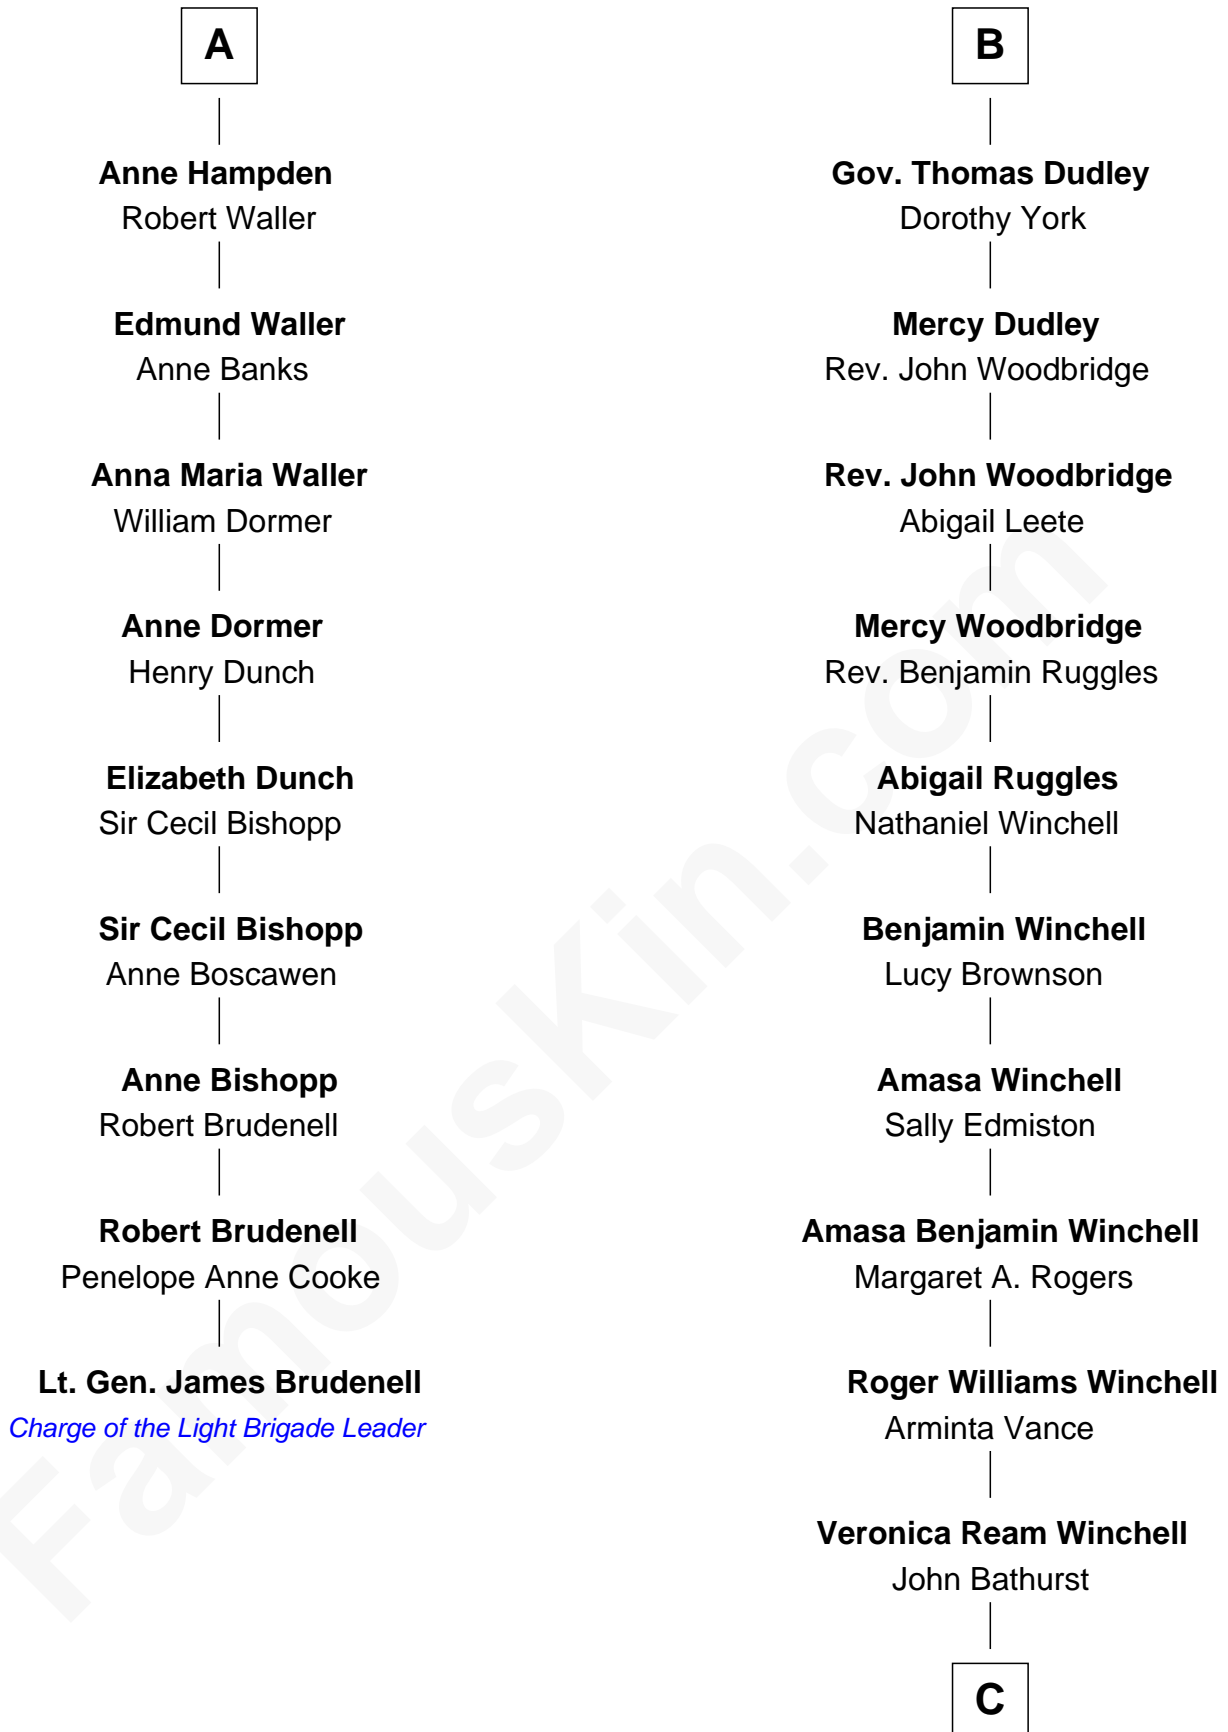 A
Anne Hampden
Robert Waller
Edmund Waller
Anne Banks
Anna Maria Waller
William Dormer
Anne Dormer
Henry Dunch
Elizabeth Dunch
Sir Cecil Bishopp
Sir Cecil Bishopp
Anne Boscawen
Anne Bishopp
Robert Brudenell
Robert Brudenell
Penelope Anne Cooke
Lt. Gen. James Brudenell
Charge of the Light Brigade Leader
B
Gov. Thomas Dudley
Dorothy York
Mercy Dudley
Rev. John Woodbridge
Rev. John Woodbridge
Abigail Leete
Mercy Woodbridge
Rev. Benjamin Ruggles
Abigail Ruggles
Nathaniel Winchell
Benjamin Winchell
Lucy Brownson
Amasa Winchell
Sally Edmiston
Amasa Benjamin Winchell
Margaret A. Rogers
Roger Williams Winchell
Arminta Vance
Veronica Ream Winchell
John Bathurst
C
FamousKin.com